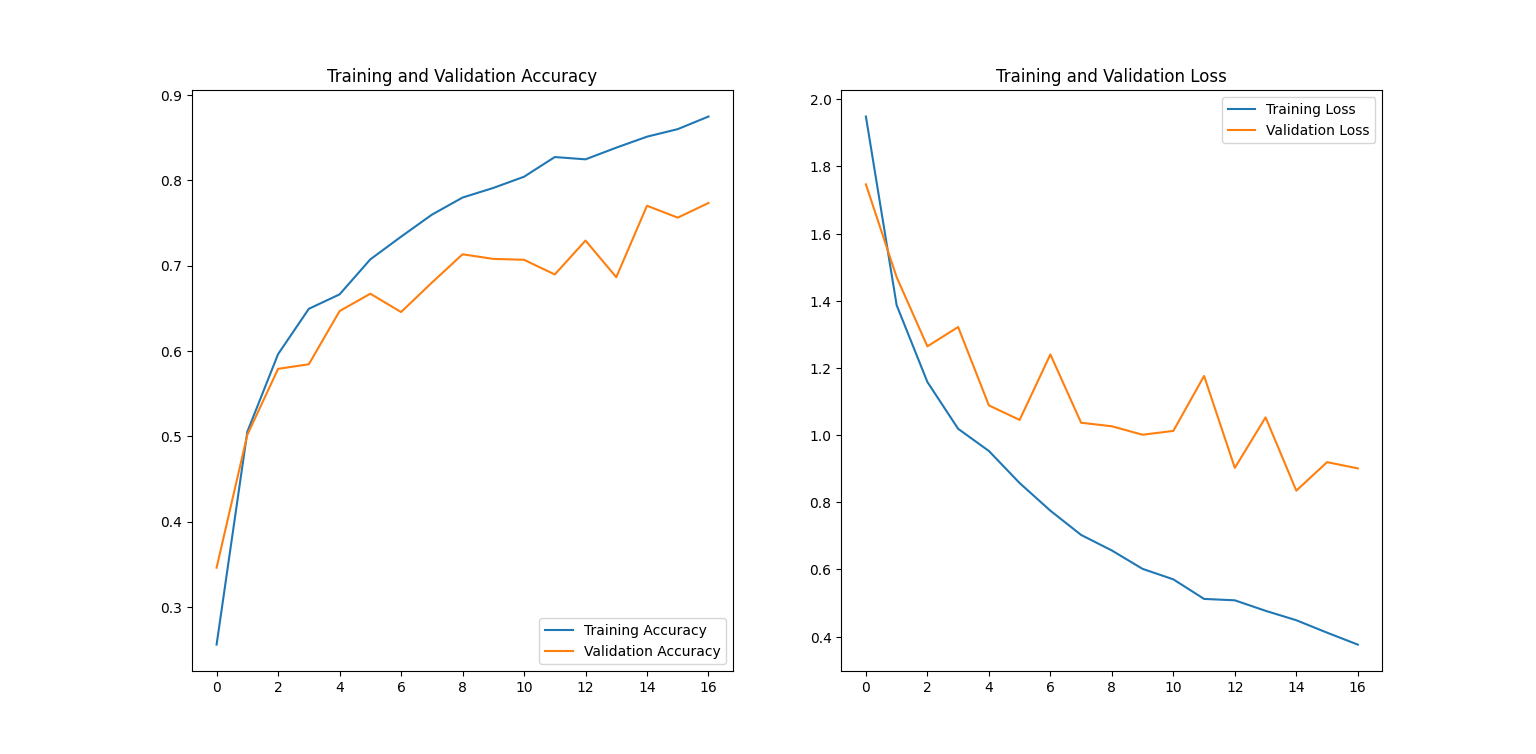 Training and Validation Accuracy
0.9
0.8
0.7
0.6
0.5
0.4
0.3
Training Accuracy
Validation Accuracy
0 2 4 6 8 10 12 14 16
Training and Validation Loss
2.0
1.8
1.6
1.4
1.2
1.0
0.8
0.6
0.4
Training Loss
Validation Loss
0 2 4 6 8 10 12 14 16